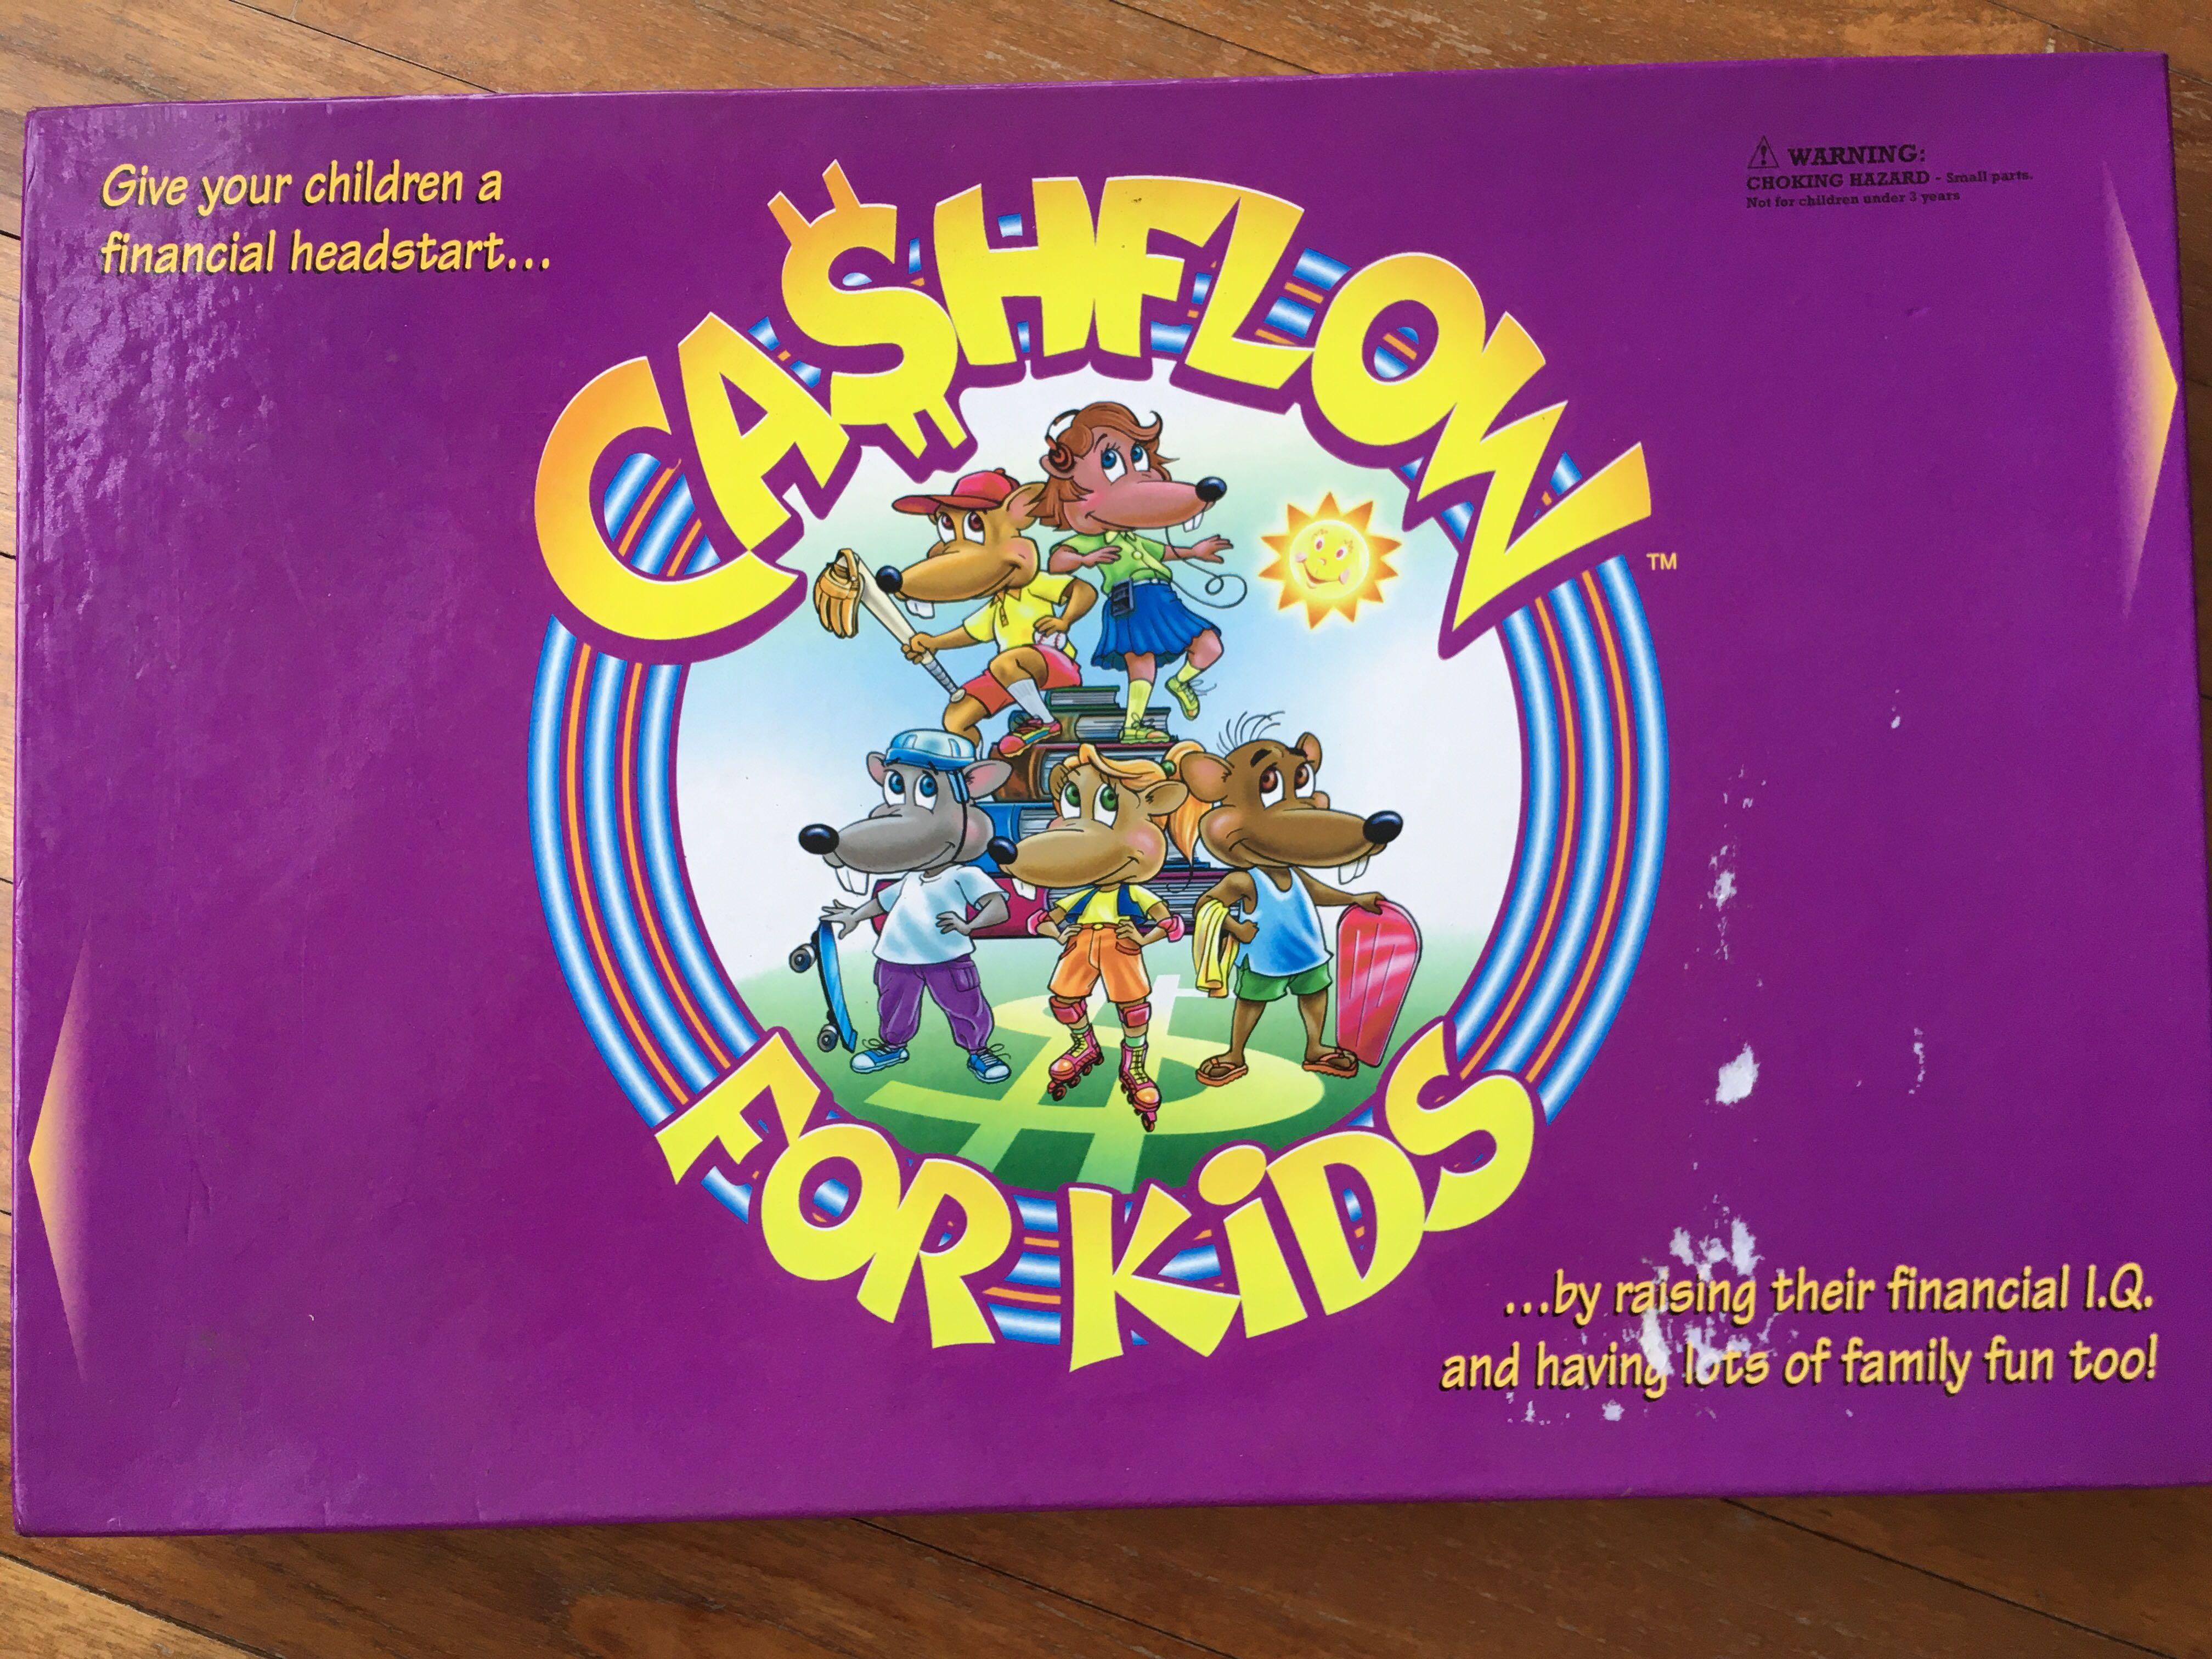 Give your children a
financial headstart...
WARNING:
CHOKING HAZARD - Small parts.
Not for children under 3 years
CA$HFLOW
TM
FOR KiDS
...by raising their financial I.Q.
and having lots of family fun too!